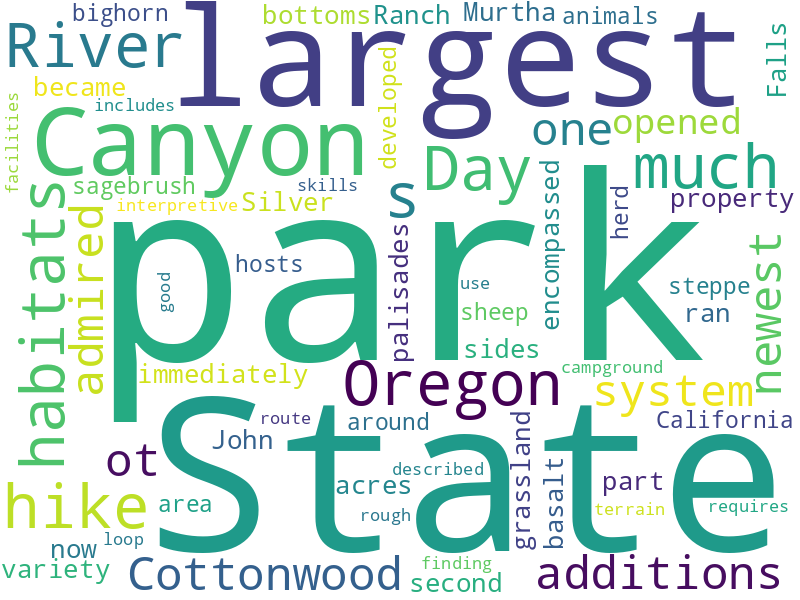 bighorn
bottoms
Ranch
Murtha
animals
River
largest
Falls
became
includes
developed
facilities
Canyon
one
opened
Day
much
sagebrush
skills
interpretive
Silver
s
encompassed
herd
property
habitats
admired
park
palisades
hosts
good
use
steppe
newest
sheep
ran
sides
immediately
campground
Oregon
system
State
route
around
grassland
California
John
ot
described
basalt
part
hike
area
acres
rough
terrain
requires
now
loop
variety
Cottonwood
finding
second
additions